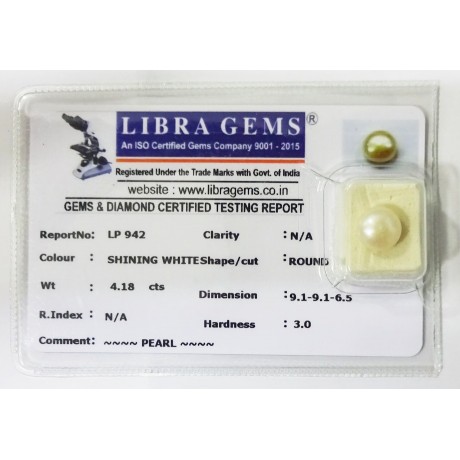 LIBRA GEMS ®
An ISO Certified Gems Company 9001 - 2015
Registered Under the Trade Marks with Govt. of India
website : www.libragems.co.in
GEMS & DIAMOND CERTIFIED TESTING REPORT
ReportNo: LP 942 Clarity : N/A
Colour : SHINING WHITE Shape/cut : ROUND
Wt : 4.18 cts Dimension : 9.1-9.1-6.5
R.Index : N/A Hardness : 3.0
Comment: ~~~~ PEARL ~~~~